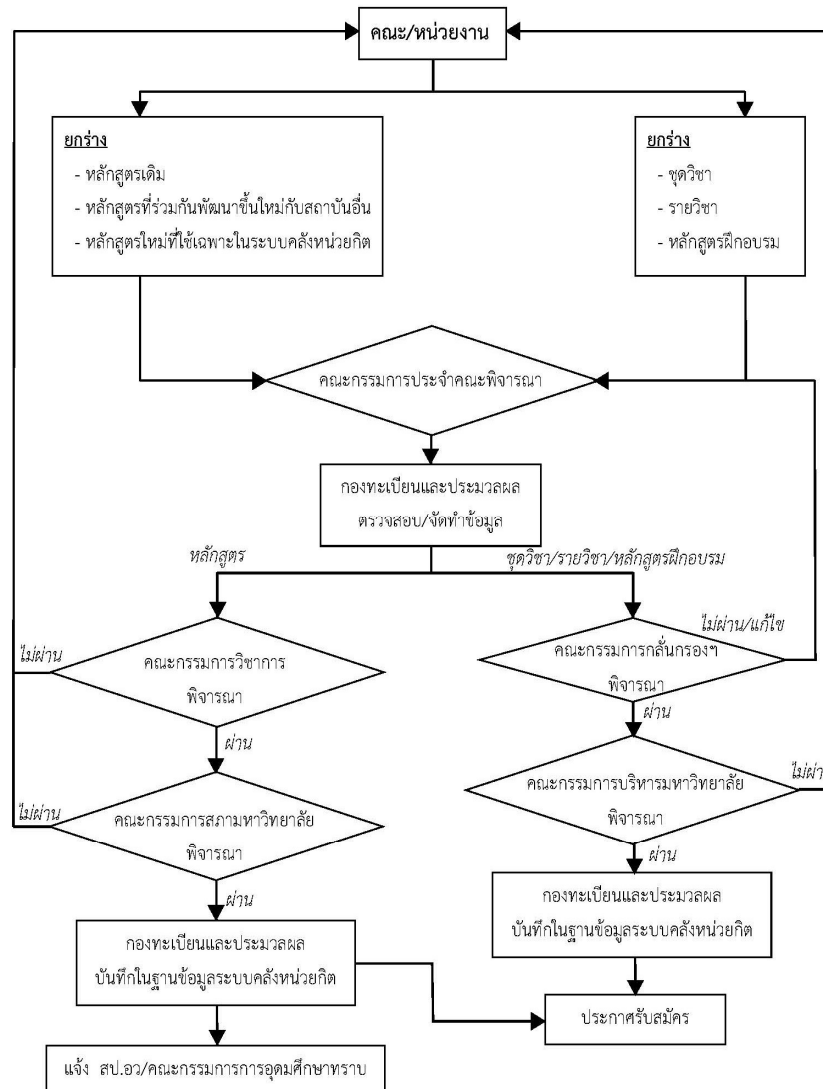 คณะ/หน่วยงาน
ยกร่าง
- หลักสูตรเดิม
- หลักสูตรที่ร่วมกันพัฒนาขึ้นใหม่กับสถาบันอื่น
- หลักสูตรใหม่ที่ใช้เฉพาะในระบบคลังหน่วยกิต
ยกร่าง
- ชุดวิชา
- รายวิชา
- หลักสูตรฝึกอบรม
คณะกรรมการประจำคณะพิจารณา
กองทะเบียนและประมวลผล
ตรวจสอบ/จัดทำข้อมูล
หลักสูตร
ชุดวิชา/รายวิชา/หลักสูตรฝึกอบรม
ไม่ผ่าน
คณะกรรมการวิชาการ
พิจารณา
ไม่ผ่าน/แก้ไข
คณะกรรมการกลั่นกรองฯ
พิจารณา
ผ่าน
ผ่าน
ไม่ผ่าน
คณะกรรมการสภามหาวิทยาลัย
พิจารณา
คณะกรรมการบริหารมหาวิทยาลัย
พิจารณา
ไม่ผ่า
ผ่าน
ผ่าน
กองทะเบียนและประมวลผล
บันทึกในฐานข้อมูลระบบคลังหน่วยกิต
กองทะเบียนและประมวลผล
บันทึกในฐานข้อมูลระบบคลังหน่วยกิต
ประกาศรับสมัคร
แจ้ง สป.อว/คณะกรรมการการอุดมศึกษาทราบ